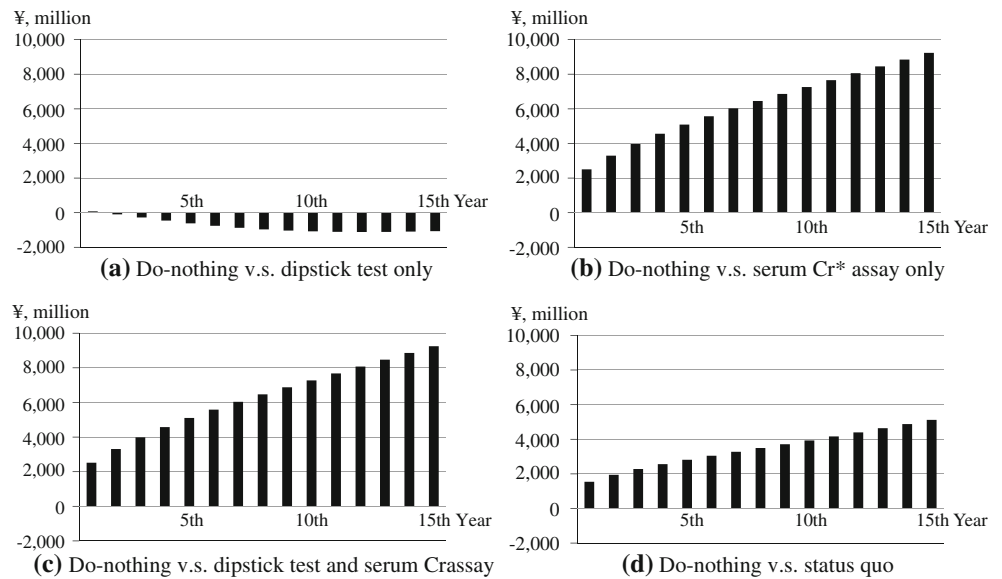 ¥, million
10,000
8,000
6,000
4,000
2,000
0
-2,000
5th 10th 15th Year
(a) Do-nothing v.s. dipstick test only
¥, million
10,000
8,000
6,000
4,000
2,000
0
-2,000
5th 10th 15th Year
(b) Do-nothing v.s. serum Cr* assay only
¥, million
10,000
8,000
6,000
4,000
2,000
0
-2,000
5th 10th 15th Year
(c) Do-nothing v.s. dipstick test and serum Crassay
¥, million
10,000
8,000
6,000
4,000
2,000
0
-2,000
5th 10th 15th Year
(d) Do-nothing v.s. status quo